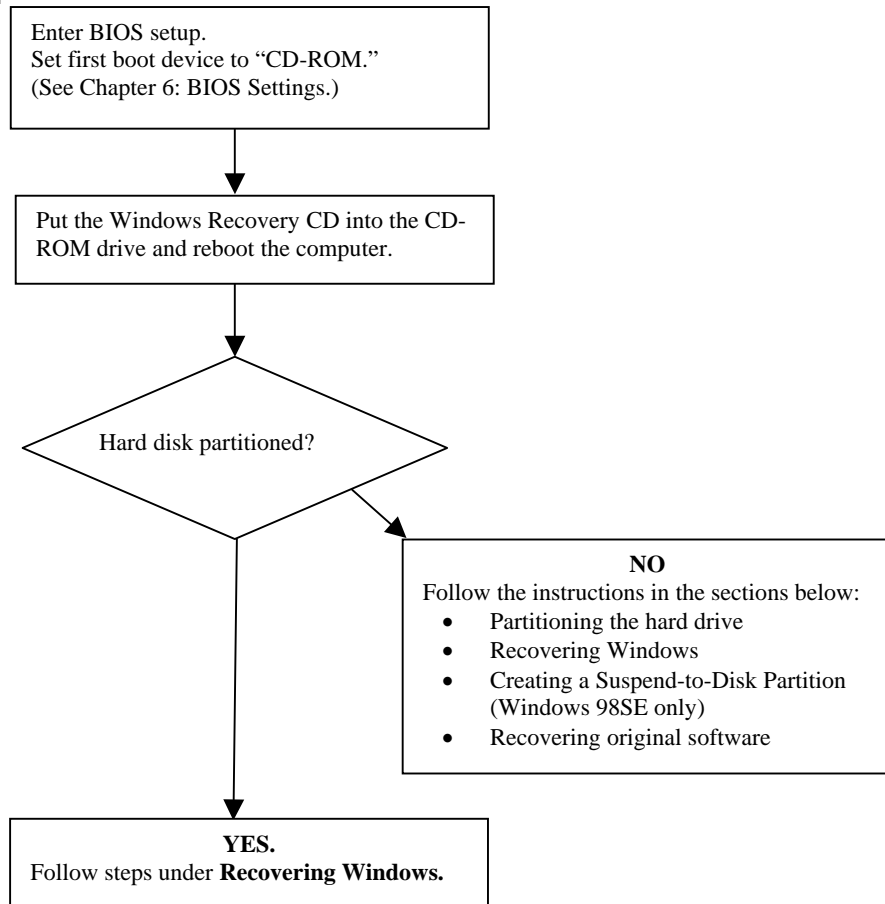 Enter BIOS setup.
Set first boot device to “CD-ROM.”
(See Chapter 6: BIOS Settings.)
Put the Windows Recovery CD into the CD-
ROM drive and reboot the computer.
Hard disk partitioned?
NO
Follow the instructions in the sections below:
• Partitioning the hard drive
• Recovering Windows
• Creating a Suspend-to-Disk Partition
(Windows 98SE only)
• Recovering original software
YES.
Follow steps under Recovering Windows.